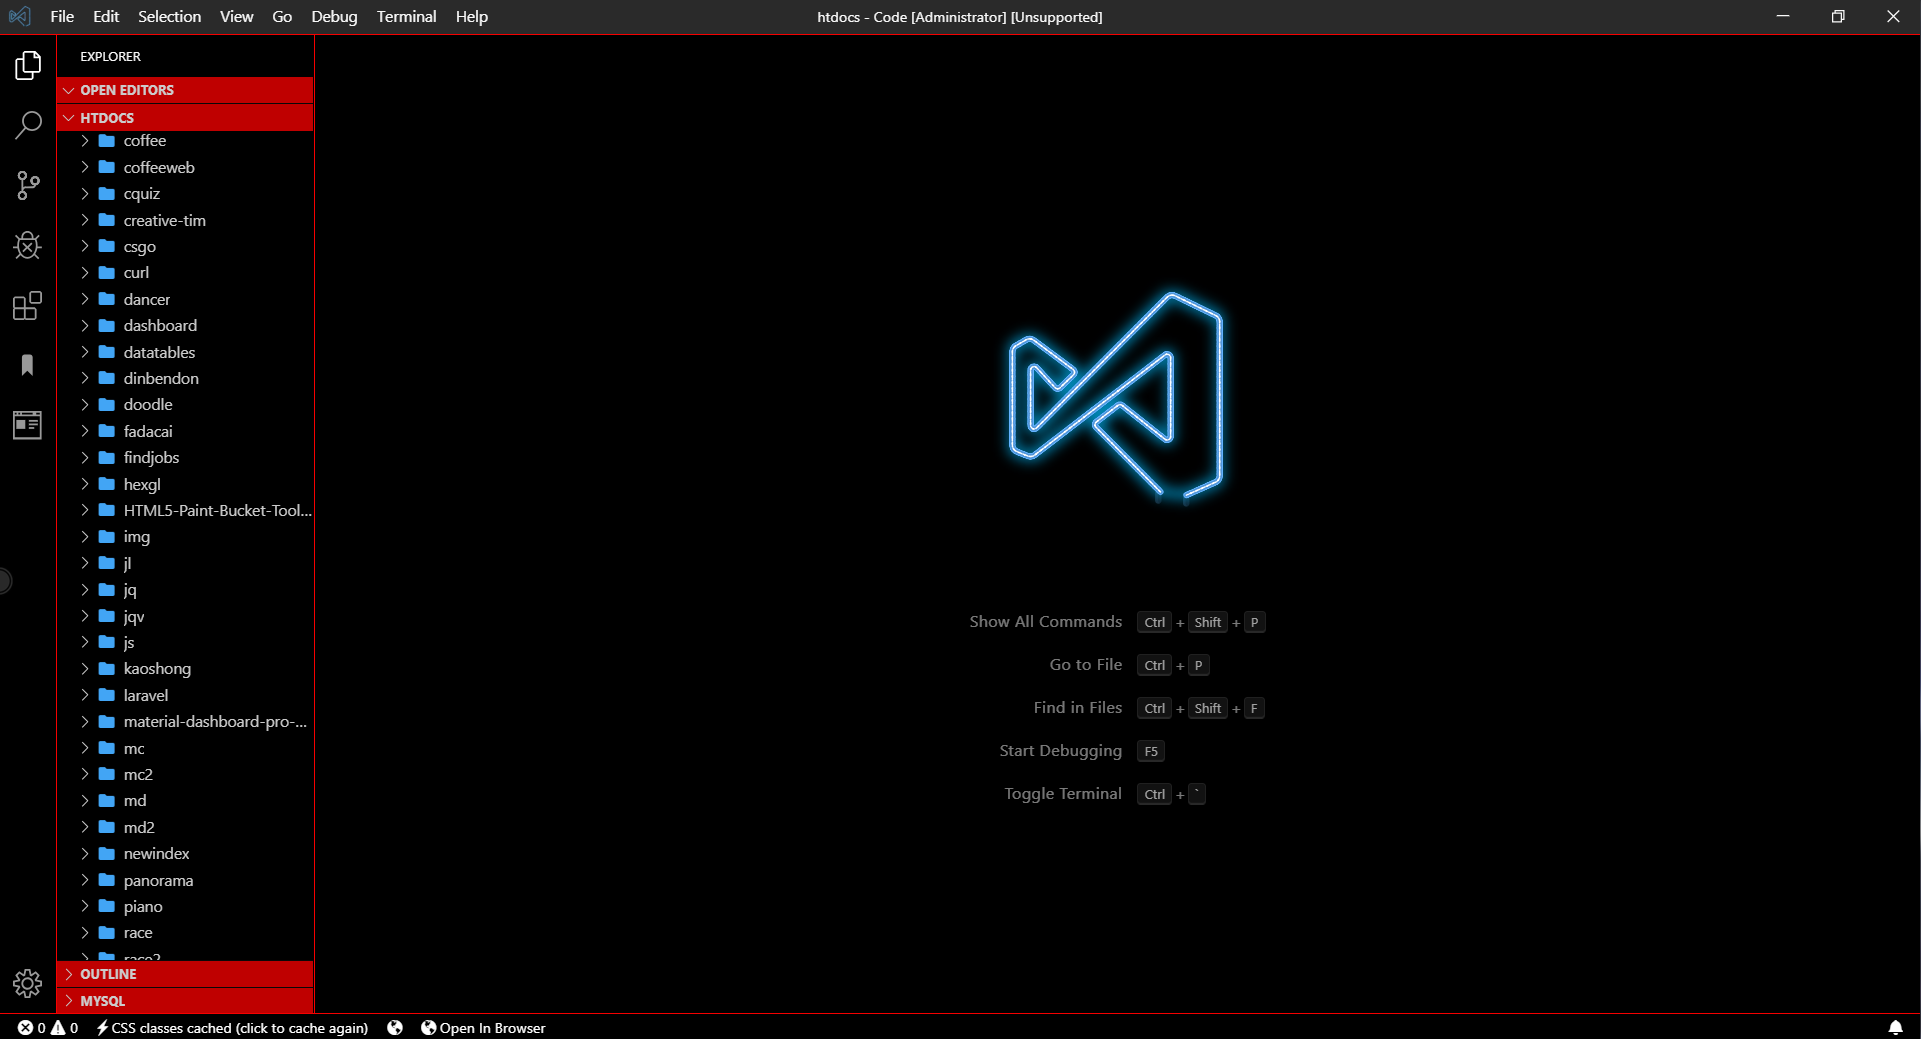 File Edit Selection View Go Debug Terminal Help
htdocs - Code [Administrator] [Unsupported]
EXPLORER
OPEN EDITORS
HTDOCS
coffee
coffeeweb
cquiz
creative-tim
csgo
curl
dancer
dashboard
datatables
dinbendon
doodle
fadacai
findjobs
hexgl
HTML5-Paint-Bucket-Tool...
img
jl
jq
jqv
js
kaoshong
laravel
material-dashboard-pro-...
mc
mc2
md
md2
newindex
panorama
piano
race
race2
OUTLINE
MYSQL
Show All Commands Ctrl + Shift + P
Go to File Ctrl + P
Find in Files Ctrl + Shift + F
Start Debugging F5
Toggle Terminal Ctrl + `
0 0 CSS classes cached (click to cache again) Open In Browser